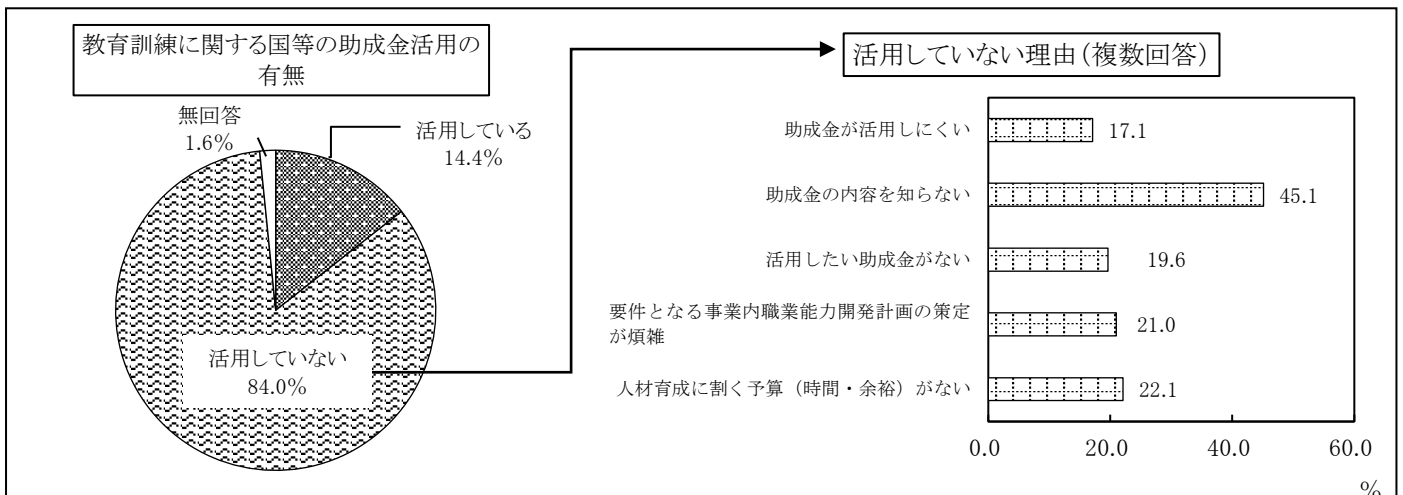 教育訓練に関する国等の助成金活用の
有無
無回答
1.6%
活用している
14.4%
活用していない
84.0%
活用していない理由(複数回答)
助成金が活用しにくい
17.1
助成金の内容を知らない
45.1
活用したい助成金がない
19.6
要件となる事業内職業能力開発計画の策定
が煩雑
21.0
人材育成に割く予算(時間・余裕)がない
22.1
0.0 20.0 40.0 60.0
%